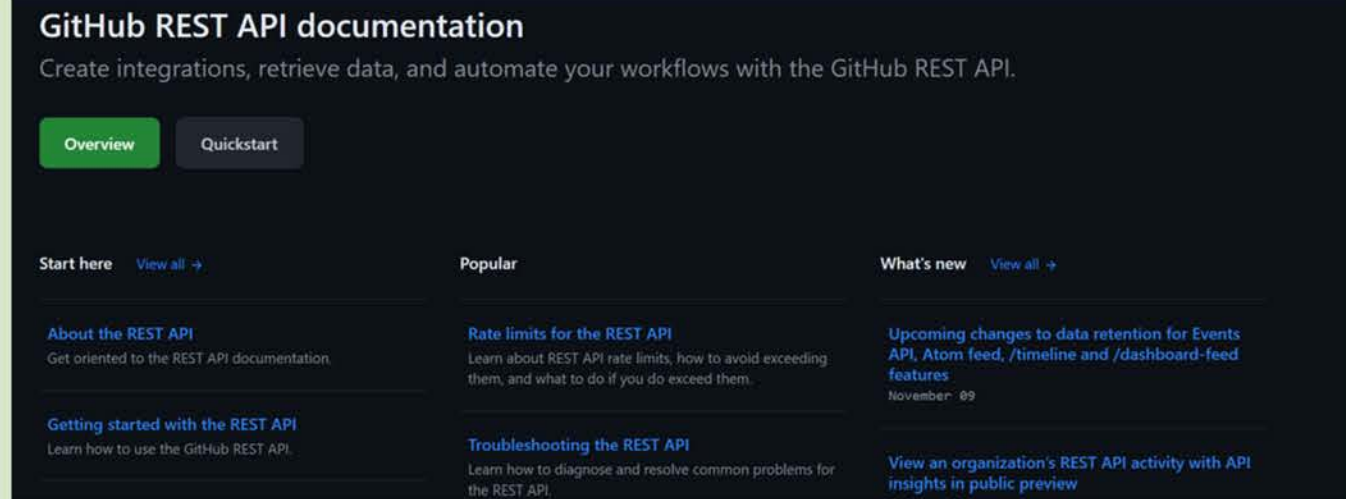 GitHub REST API documentation
Create integrations, retrieve data, and automate your workflows with the GitHub REST API.
Overview
Quickstart
Start here
View all →
About the REST API
Get oriented to the REST API documentation.
Getting started with the REST API
Learn how to use the GitHub REST API.
Popular
Rate limits for the REST API
Learn about REST API rate limits, how to avoid exceeding
them, and what to do if you do exceed them.
Troubleshooting the REST API
Learn how to diagnose and resolve common problems for
the REST API.
What's new
View all →
Upcoming changes to data retention for Events
API, Atom feed, /timeline and /dashboard-feed
features
November 09
View an organization's REST API activity with API
insights in public preview